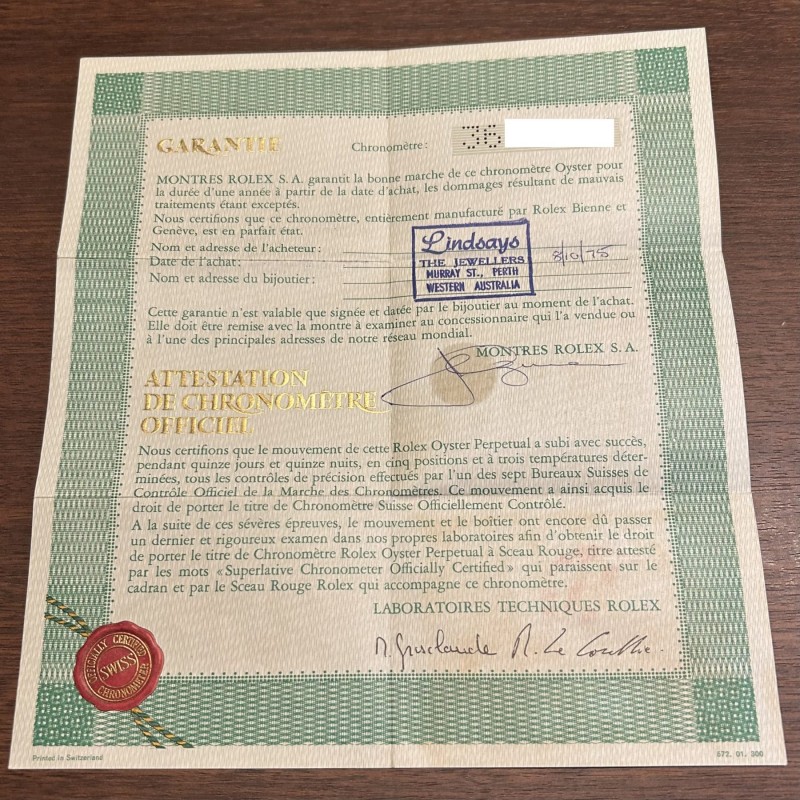 GARANTIE
Chronomètre: 36
MONTRES ROLEX S. A. garantit la bonne marche de ce chronomètre Oyster pour
la durée d'une année à partir de la date d'achat, les dommages résultant de mauvais
traitements étant exceptés.
Nous certifions que ce chronomètre, entièrement manufacturé par Rolex Bienne et
Genève, est en parfait état.
Nom et adresse de l'acheteur:
Date de l'achat:
Nom et adresse du bijoutier:
Lindsays
THE JEWELLERS
MURRAY ST., PERTH
WESTERN AUSTRALIA
8/10/75
Cette garantie n'est valable que signée et datée par le bijoutier au moment de l'achat.
Elle doit être remise avec la montre à examiner au concessionnaire qui l'a vendue ou
à l'une des principales adresses de notre réseau mondial.
MONTRES ROLEX S. A.
ATTESTATION
DE CHRONOMÈTRE
OFFICIEL
Nous certifions que le mouvement de cette Rolex Oyster Perpetual a subi avec succès,
pendant quinze jours et quinze nuits, en cinq positions et à trois températures déter-
minées, tous les contrôles de précision effectués par l'un des sept Bureaux Suisses de
Contrôle Officiel de la Marche des Chronomètres. Ce mouvement a ainsi acquis le
droit de porter le titre de Chronomètre Suisse Officiellement Contrôlé.
A la suite de ces sévères épreuves, le mouvement et le boîtier ont encore dû passer
un dernier et rigoureux examen dans nos propres laboratoires afin d'obtenir le droit
de porter le titre de Chronomètre Rolex Oyster Perpetual à Sceau Rouge, titre attesté
par les mots «Superlative Chronometer Officially Certified» qui paraissent sur le
cadran et par le Sceau Rouge Rolex qui accompagne ce chronomètre.
LABORATOIRES TECHNIQUES ROLEX
OFFICIALLY CERTIFIED
SWISS
CHRONOMETER
Printed in Switzerland
572. 01. 300